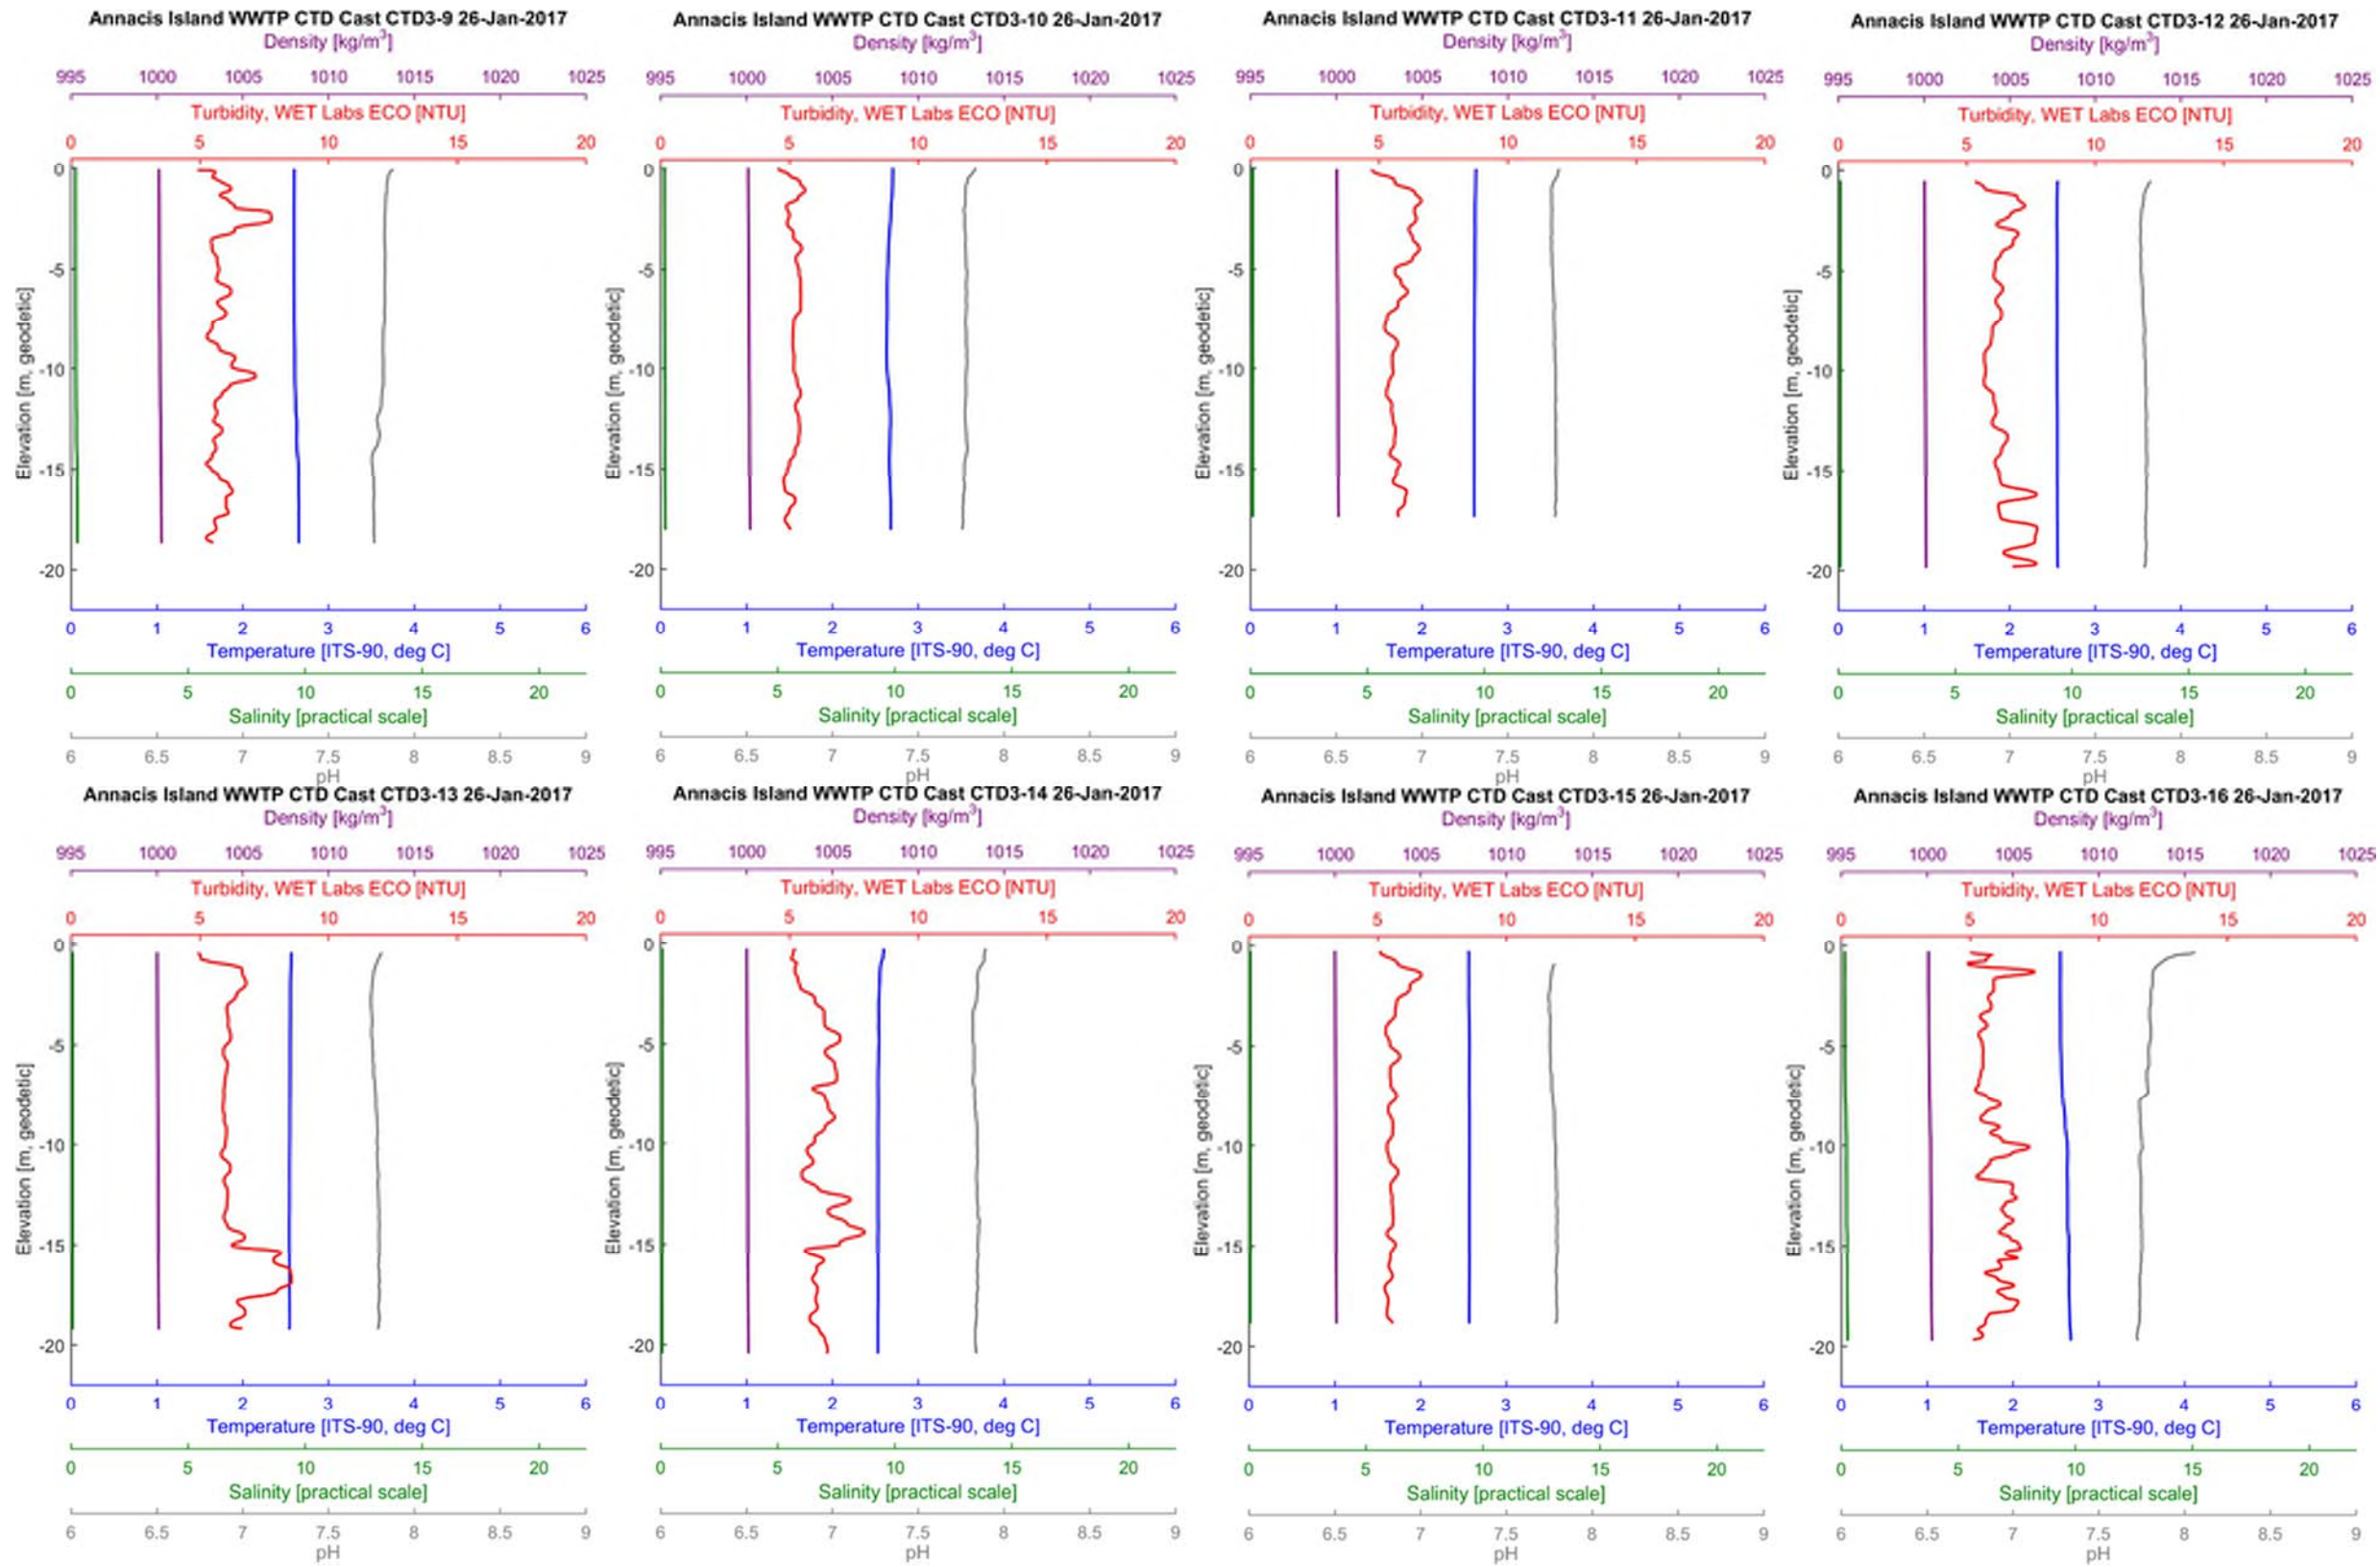 Annacis Island WWTP CTD Cast CTD3-9 26-Jan-2017
Density [kg/m³]
995 1000 1005 1010 1015 1020 1025
Turbidity, WET Labs ECO [NTU]
0 5 10 15 20
Elevation [m, geodetic]
0
-5
-10
-15
-20
0 1 2 3 4 5 6
Temperature [ITS-90, deg C]
0 5 10 15 20
Salinity [practical scale]
6 6.5 7 7.5 8 8.5 9
pH
Annacis Island WWTP CTD Cast CTD3-10 26-Jan-2017
Density [kg/m³]
995 1000 1005 1010 1015 1020 1025
Turbidity, WET Labs ECO [NTU]
0 5 10 15 20
Elevation [m, geodetic]
0
-5
-10
-15
-20
0 1 2 3 4 5 6
Temperature [ITS-90, deg C]
0 5 10 15 20
Salinity [practical scale]
6 6.5 7 7.5 8 8.5 9
pH
Annacis Island WWTP CTD Cast CTD3-11 26-Jan-2017
Density [kg/m³]
995 1000 1005 1010 1015 1020 1025
Turbidity, WET Labs ECO [NTU]
0 5 10 15 20
Elevation [m, geodetic]
0
-5
-10
-15
-20
0 1 2 3 4 5 6
Temperature [ITS-90, deg C]
0 5 10 15 20
Salinity [practical scale]
6 6.5 7 7.5 8 8.5 9
pH
Annacis Island WWTP CTD Cast CTD3-12 26-Jan-2017
Density [kg/m³]
995 1000 1005 1010 1015 1020 1025
Turbidity, WET Labs ECO [NTU]
0 5 10 15 20
Elevation [m, geodetic]
0
-5
-10
-15
-20
0 1 2 3 4 5 6
Temperature [ITS-90, deg C]
0 5 10 15 20
Salinity [practical scale]
6 6.5 7 7.5 8 8.5 9
pH
Annacis Island WWTP CTD Cast CTD3-13 26-Jan-2017
Density [kg/m³]
995 1000 1005 1010 1015 1020 1025
Turbidity, WET Labs ECO [NTU]
0 5 10 15 20
Elevation [m, geodetic]
0
-5
-10
-15
-20
0 1 2 3 4 5 6
Temperature [ITS-90, deg C]
0 5 10 15 20
Salinity [practical scale]
6 6.5 7 7.5 8 8.5 9
pH
Annacis Island WWTP CTD Cast CTD3-14 26-Jan-2017
Density [kg/m³]
995 1000 1005 1010 1015 1020 1025
Turbidity, WET Labs ECO [NTU]
0 5 10 15 20
Elevation [m, geodetic]
0
-5
-10
-15
-20
0 1 2 3 4 5 6
Temperature [ITS-90, deg C]
0 5 10 15 20
Salinity [practical scale]
6 6.5 7 7.5 8 8.5 9
pH
Annacis Island WWTP CTD Cast CTD3-15 26-Jan-2017
Density [kg/m³]
995 1000 1005 1010 1015 1020 1025
Turbidity, WET Labs ECO [NTU]
0 5 10 15 20
Elevation [m, geodetic]
0
-5
-10
-15
-20
0 1 2 3 4 5 6
Temperature [ITS-90, deg C]
0 5 10 15 20
Salinity [practical scale]
6 6.5 7 7.5 8 8.5 9
pH
Annacis Island WWTP CTD Cast CTD3-16 26-Jan-2017
Density [kg/m³]
995 1000 1005 1010 1015 1020 1025
Turbidity, WET Labs ECO [NTU]
0 5 10 15 20
Elevation [m, geodetic]
0
-5
-10
-15
-20
0 1 2 3 4 5 6
Temperature [ITS-90, deg C]
0 5 10 15 20
Salinity [practical scale]
6 6.5 7 7.5 8 8.5 9
pH